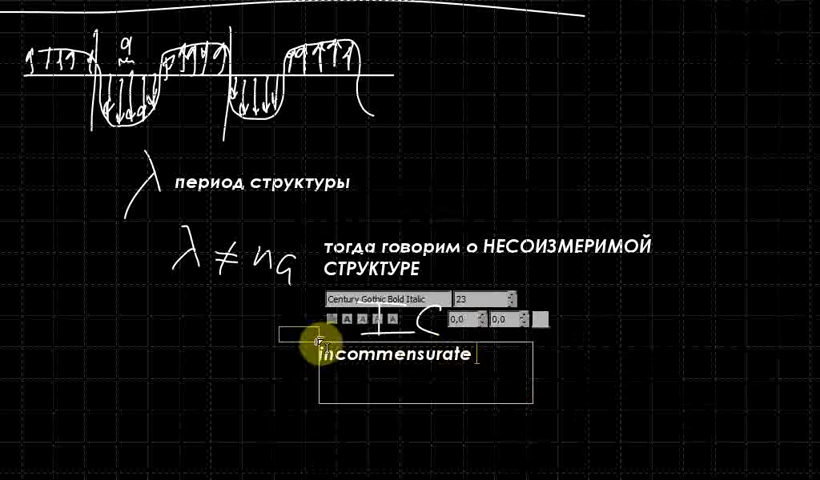 a
λ период структуры
λ ≠ na тогда говорим о НЕСОИЗМЕРИМОЙ
СТРУКТУРЕ
Century Gothic Bold Italic 23
A A A A IC 0,0 0,0
incommensurate